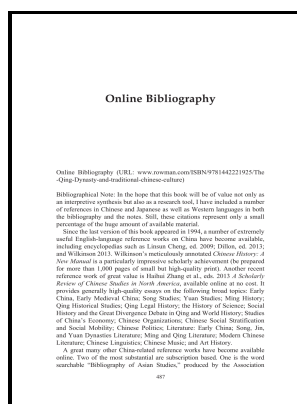 Online Bibliography
Online Bibliography (URL: www.rowman.com/ISBN/9781442221925/The
-Qing-Dynasty-and-traditional-chinese-culture)
Bibliographical Note: In the hope that this book will be of value not only as
an interpretive synthesis but also as a research tool, I have included a number
of references in Chinese and Japanese as well as Western languages in both
the bibliography and the notes. Still, these citations represent only a small
percentage of the huge amount of available material.
Since the last version of this book appeared in 1994, a number of extremely
useful English-language reference works on China have become available,
including encyclopedias such as Linsun Cheng, ed. 2009; Dillon, ed. 2013;
and Wilkinson 2013. Wilkinson's meticulously annotated Chinese History: A
New Manual is a particularly impressive scholarly achievement (be prepared
for more than 1,000 pages of small but high-quality print). Another recent
reference work of great value is Haihui Zhang et al., eds. 2013 A Scholarly
Review of Chinese Studies in North America, available online at no cost. It
provides generally high-quality essays on the following broad topics: Early
China, Early Medieval China; Song Studies; Yuan Studies; Ming History;
Qing Historical Studies; Qing Legal History; the History of Science; Social
History and the Great Divergence Debate in Qing and World History; Studies
of China's Economy; Chinese Organizations; Chinese Social Stratification
and Social Mobility; Chinese Politics; Literature: Early China; Song, Jin,
and Yuan Dynasties Literature; Ming and Qing Literature; Modern Chinese
Literature; Chinese Linguistics; Chinese Music; and Art History.
A great many other China-related reference works have become available
online. Two of the most substantial are subscription based. One is the word
searchable "Bibliography of Asian Studies," produced by the Association
487